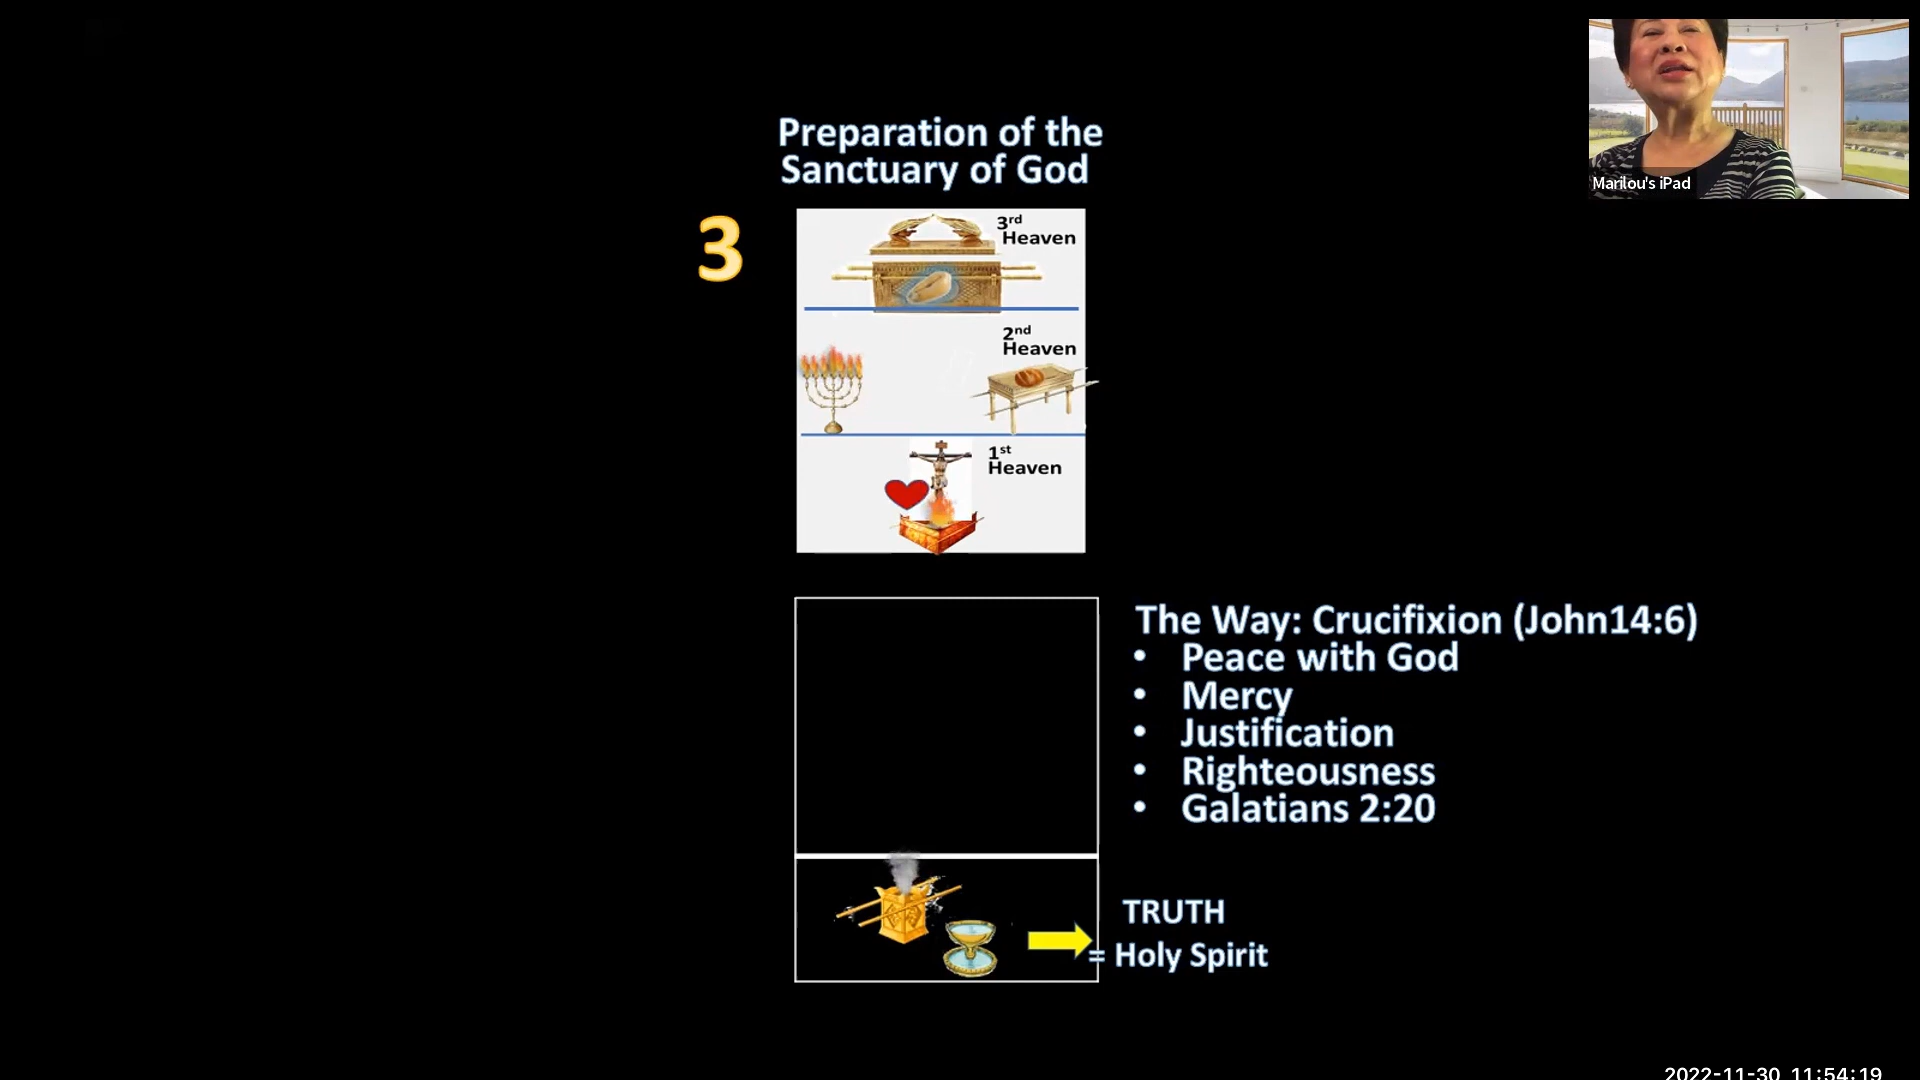 Preparation of the
Sanctuary of God
3
3rd
Heaven
2nd
Heaven
1st
Heaven
The Way: Crucifixion (John14:6)
• Peace with God
• Mercy
• Justification
• Righteousness
• Galatians 2:20
TRUTH
= Holy Spirit
Marilou's iPad
2022-11-30 11:54:19